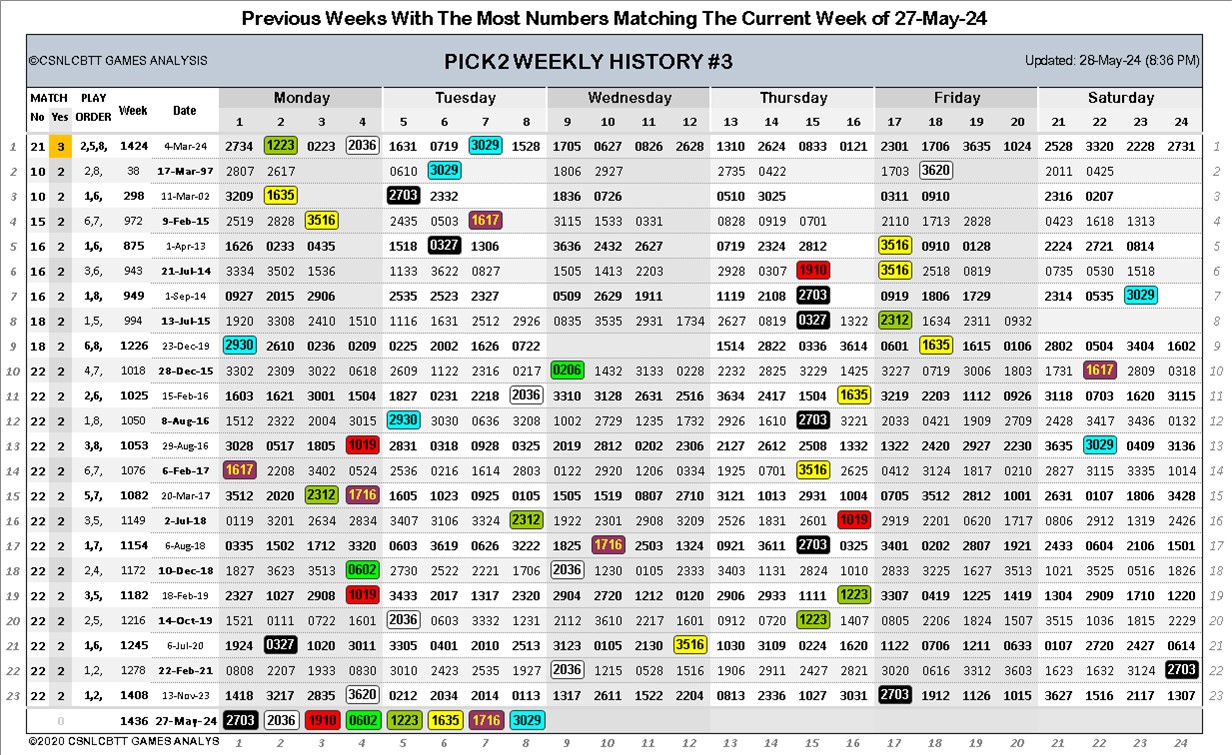 Previous Weeks With The Most Numbers Matching The Current Week of 27-May-24
©CSNLCBTT GAMES ANALYSIS PICK2 WEEKLY HISTORY #3 Updated: 28-May-24 (8:36 PM)
MATCH PLAY Week Date Monday Tuesday Wednesday Thursday Friday Saturday
No Yes ORDER 1 2 3 4 5 6 7 8 9 10 11 12 13 14 15 16 17 18 19 20 21 22 23 24
1 21 3 2,5,8, 1424 4-Mar-24 2734 1223 0223 2036 1631 0719 3029 1528 1705 0627 0826 2628 1310 2624 0833 0121 2301 1706 3635 1024 2528 3320 2228 2731 1
2 10 2 2,8, 38 17-Mar-97 2807 2617 0610 3029 1806 2927 2735 0422 1703 3620 2011 0425 2
3 10 2 1,6, 298 11-Mar-02 3209 1635 2703 2332 1836 0726 0510 3025 0311 0910 2316 0207 3
4 15 2 6,7, 972 9-Feb-15 2519 2828 3516 2435 0503 1617 3115 1533 0331 0828 0919 0701 2110 1713 2828 0423 1618 1313 4
5 16 2 1,6, 875 1-Apr-13 1626 0233 0435 1518 0327 1306 3636 2432 2627 0719 2324 2812 3516 0910 0128 2224 2721 0814 5
6 16 2 3,6, 943 21-Jul-14 3334 3502 1536 1133 3622 0827 1505 1413 2203 2928 0307 1910 3516 2518 0819 0735 0530 1518 6
7 16 2 1,8, 949 1-Sep-14 0927 2015 2906 2535 2523 2327 0509 2629 1911 1119 2108 2703 0919 1806 1729 2314 0535 3029 7
8 18 2 1,5, 994 13-Jul-15 1920 3308 2410 1510 1116 1631 2512 2926 0835 3535 2931 1734 2627 0819 0327 1322 2312 1634 2311 0932 8
9 18 2 6,8, 1226 23-Dec-19 2930 2610 0236 0209 0225 2002 1626 0722 1514 2822 0336 3614 0601 1635 1615 0106 2802 0504 3404 1602 9
10 22 2 4,7, 1018 28-Dec-15 3302 2309 3022 0618 2609 1122 2316 0217 0206 1432 3133 0228 2232 2825 3229 1425 3227 0719 3006 1803 1731 1617 2809 0318 10
11 22 2 2,6, 1025 15-Feb-16 1603 1621 3001 1504 1827 0231 2218 2036 3310 3128 2631 2516 3634 2417 1504 1635 3219 2203 1112 0926 3118 0703 1620 3115 11
12 22 2 1,8, 1050 8-Aug-16 1512 2322 2004 3015 2930 3030 0636 3208 1002 2729 1235 1732 2926 1610 2703 3221 2033 0421 1909 2709 2428 3417 3436 0132 12
13 22 2 3,8, 1053 29-Aug-16 3028 0517 1805 1019 2831 0318 0928 0325 2019 2812 0202 2306 2127 2612 2508 1332 1322 2420 2927 2230 3635 3029 0409 3136 13
14 22 2 6,7, 1076 6-Feb-17 1617 2208 3402 0524 2536 0216 1614 2803 0122 2920 1206 0334 1925 0701 3516 2625 0412 3124 1817 0210 2827 3115 3335 1014 14
15 22 2 5,7, 1082 20-Mar-17 3512 2020 2312 1716 1605 1023 0925 0105 1505 1519 0807 2710 3121 1013 2931 1004 0705 3512 2812 1001 2631 0107 1806 3428 15
16 22 2 3,5, 1149 2-Jul-18 0119 3201 2634 2834 3407 3106 3324 2312 1922 2301 2908 3209 2526 1831 2601 1019 2919 2201 0620 1717 0806 2912 1319 2426 16
17 22 2 1,7, 1154 6-Aug-18 0335 1502 1712 3320 0603 3619 0626 3222 1825 1716 2503 1324 0921 3611 2703 0325 3401 0202 2807 1921 2433 0604 2106 1501 17
18 22 2 2,4, 1172 10-Dec-18 1827 3623 3513 0602 2730 2522 2221 1706 2036 1230 0105 2333 3403 1131 2824 1010 2833 3225 1627 3513 1021 3525 0516 1826 18
19 22 2 3,5, 1182 18-Feb-19 2327 1027 2908 1019 3433 2017 1317 2320 2904 2720 1212 0120 2906 2933 1111 1223 3307 0419 1225 1419 1304 2909 1710 1220 19
20 22 2 2,5, 1216 14-Oct-19 1521 0111 0722 1601 2036 0603 3332 1231 2112 3610 2217 1601 0912 0720 1223 1407 0805 2206 1824 1507 3515 1036 1815 2229 20
21 22 2 1,6, 1245 6-Jul-20 1924 0327 1020 3011 3305 0401 2010 2513 3123 0105 2130 3516 1030 3109 0224 1620 1122 0706 1211 0633 0107 2720 2427 0614 21
22 22 2 1,2, 1278 22-Feb-21 0808 2207 1933 0830 3010 2423 2535 1927 2036 1215 0528 1516 1906 2911 2427 2821 3020 0616 3312 3603 1623 1632 3124 2703 22
23 22 2 1,2, 1408 13-Nov-23 1418 3217 2835 3620 0212 2034 2014 0113 1317 2611 1522 2204 0813 2336 1027 3031 2703 1912 1126 1015 3627 1516 2117 1307 23
0 1436 27-May-24 2703 2036 1910 0602 1223 1635 1716 3029
©2020 CSNLCBTT GAMES ANALYS 1 2 3 4 5 6 7 8 9 10 11 12 13 14 15 16 17 18 19 20 21 22 23 24